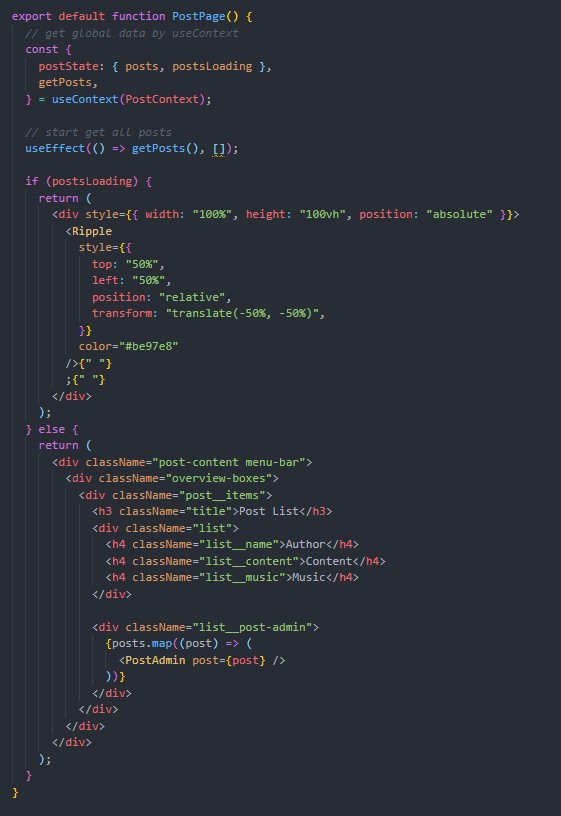 export default function PostPage() {
  // get global data by useContext
  const {
    postState: { posts, postsLoading },
    getPosts,
  } = useContext(PostContext);

  // start get all posts
  useEffect(() => getPosts(), []);

  if (postsLoading) {
    return (
      <div style={{ width: "100%", height: "100vh", position: "absolute" }}>
        <Ripple
          style={{
            top: "50%",
            left: "50%",
            position: "relative",
            transform: "translate(-50%, -50%)",
          }}
          color="#be97e8"
        />{" "}
        ;{" "}
      </div>
    );
  } else {
    return (
      <div className="post-content menu-bar">
        <div className="overview-boxes">
          <div className="post__items">
            <h3 className="title">Post List</h3>
            <div className="list">
              <h4 className="list__name">Author</h4>
              <h4 className="list__content">Content</h4>
              <h4 className="list__music">Music</h4>
            </div>

            <div className="list__post-admin">
              {posts.map((post) => (
                <PostAdmin post={post} />
              ))}
            </div>
          </div>
        </div>
      </div>
    );
  }
}